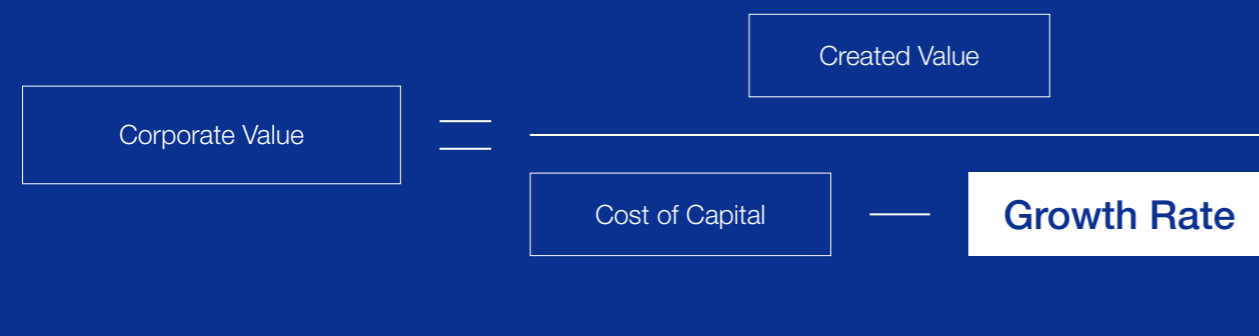 Created Value
Corporate Value
=
Cost of Capital
—
Growth Rate